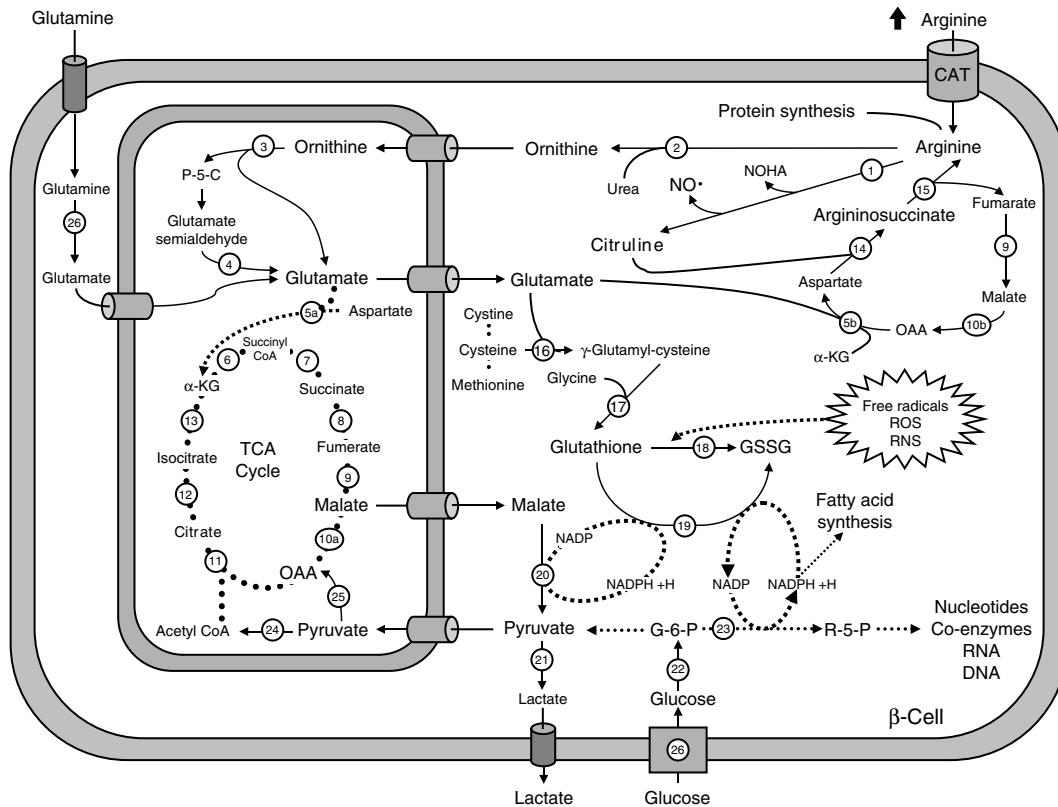 Glutamine
Arginine
CAT
Protein synthesis
Ornithine
3
Ornithine
2
Arginine
P-5-C
Urea
NOHA
1
15
Glutamine
NO•
Fumarate
26
Glutamate
semialdehyde
Argininosuccinate
9
Citruline
14
4
Glutamate
Glutamate
Glutamate
Aspartate
Malate
5a
Aspartate
Cystine
5b
OAA
10b
Succinyl
CoA
6
7
Cysteine
16
γ-Glutamyl-cysteine
α-KG
α-KG
Succinate
Methionine
Glycine
17
Free radicals
ROS
RNS
13
8
TCA
Cycle
Isocitrate
Fumerate
Glutathione
18
GSSG
9
12
Malate
Malate
Fatty acid
synthesis
Citrate
10a
19
NADP
11
OAA
20
NADPH +H
NADP
NADPH +H
25
Acetyl CoA
24
Pyruvate
Pyruvate
G-6-P
23
R-5-P
Nucleotides
Co-enzymes
RNA
DNA
21
22
Lactate
Glucose
β-Cell
26
Lactate
Glucose